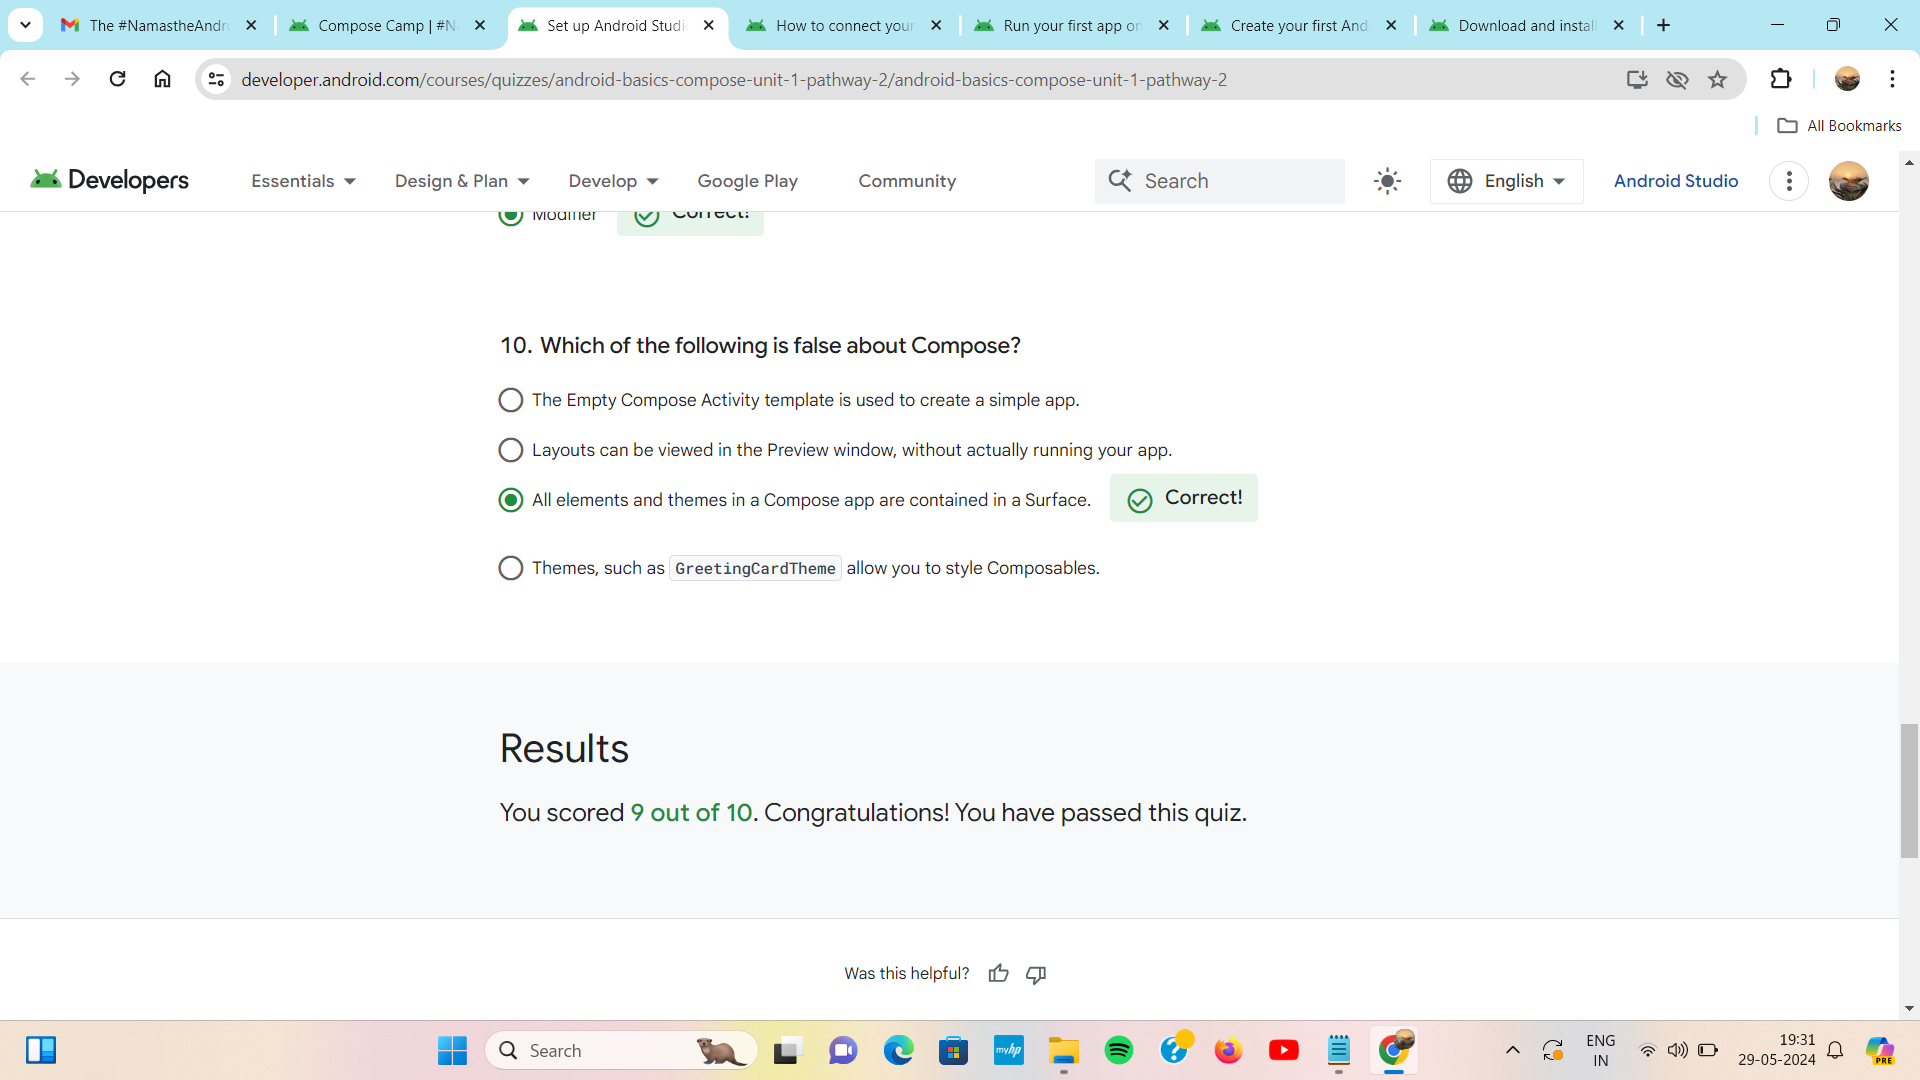 The #NamastheAndr
Compose Camp | #N
Set up Android Studi
How to connect your
Run your first app on
Create your first And
Download and install
developer.android.com/courses/quizzes/android-basics-compose-unit-1-pathway-2/android-basics-compose-unit-1-pathway-2
All Bookmarks
Developers
Essentials
Design & Plan
Develop
Google Play
Community
Search
English
Android Studio
Modifier
Correct!
10. Which of the following is false about Compose?
The Empty Compose Activity template is used to create a simple app.
Layouts can be viewed in the Preview window, without actually running your app.
All elements and themes in a Compose app are contained in a Surface.
Correct!
Themes, such as GreetingCardTheme allow you to style Composables.
Results
You scored 9 out of 10. Congratulations! You have passed this quiz.
Was this helpful?
Search
myhp
ENG
IN
19:31
29-05-2024
PRE